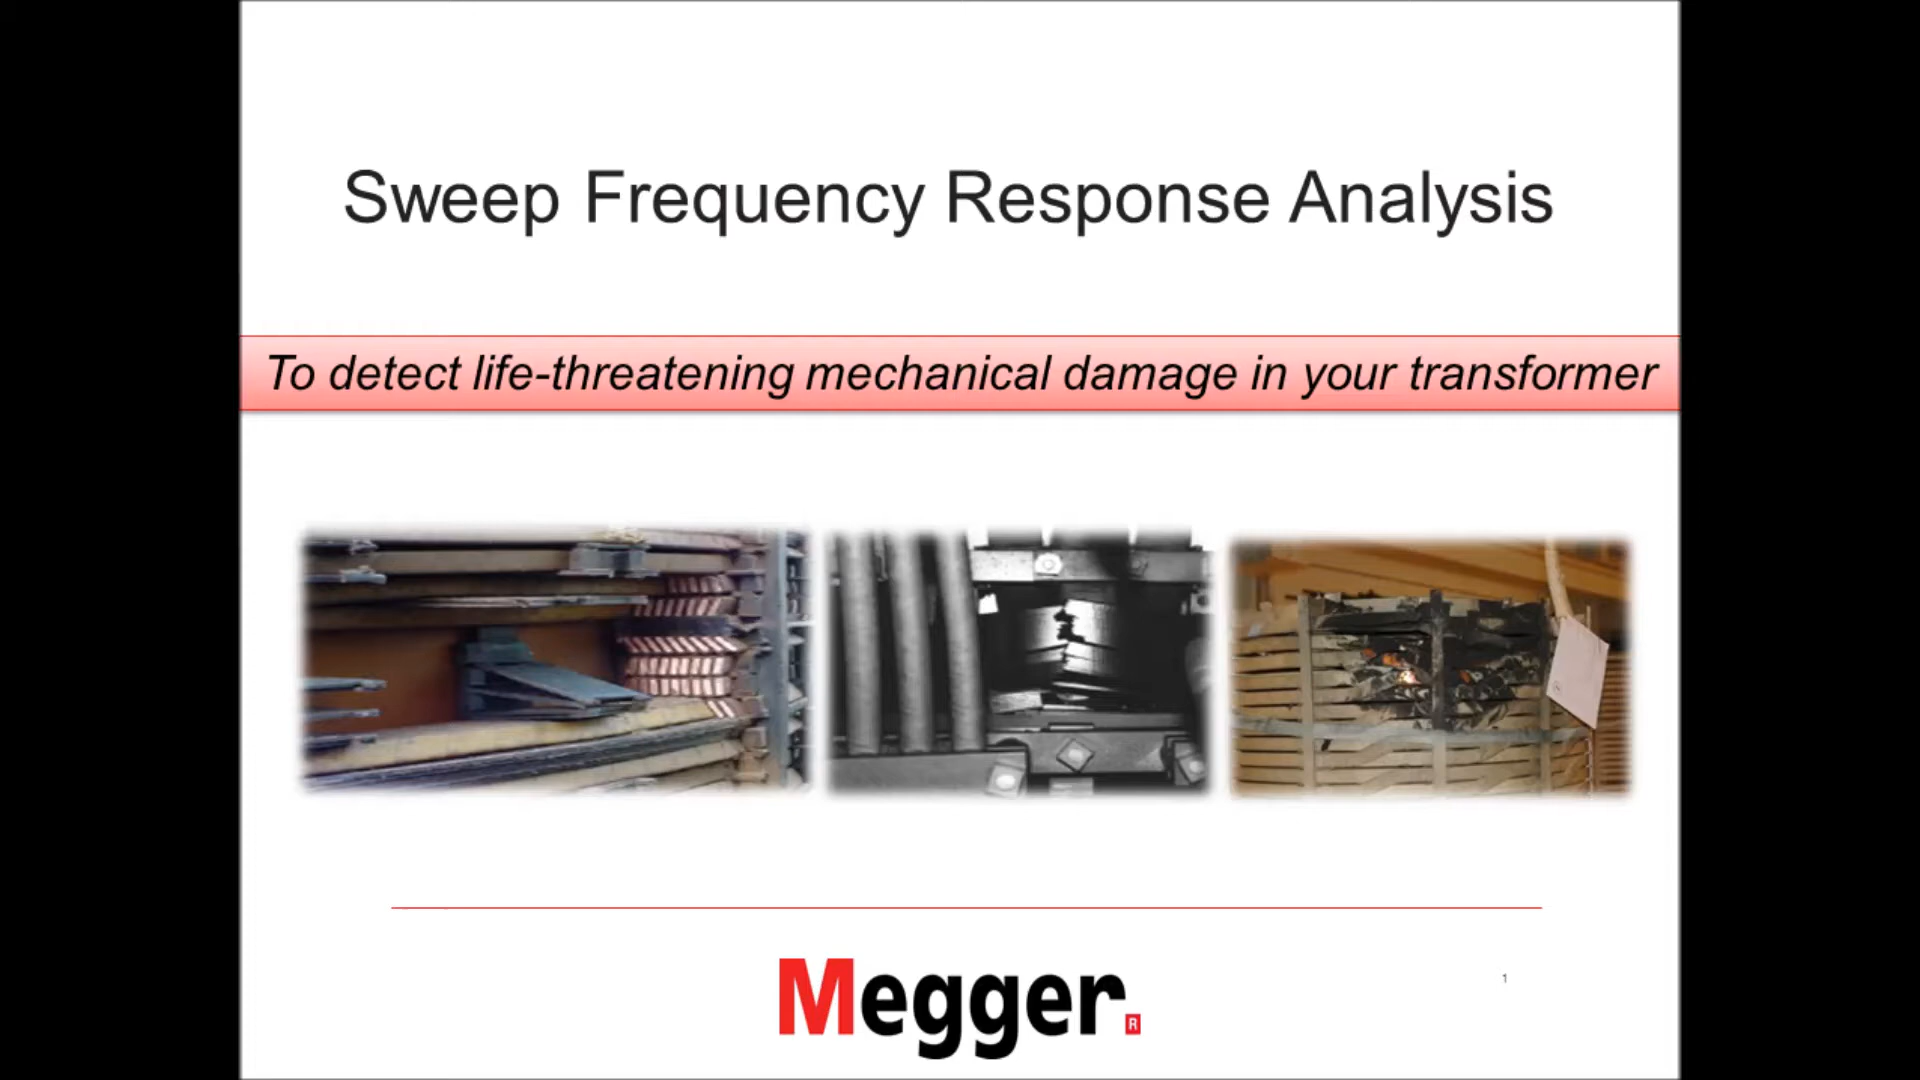 Sweep Frequency Response Analysis
To detect life-threatening mechanical damage in your transformer
Megger.
R
1